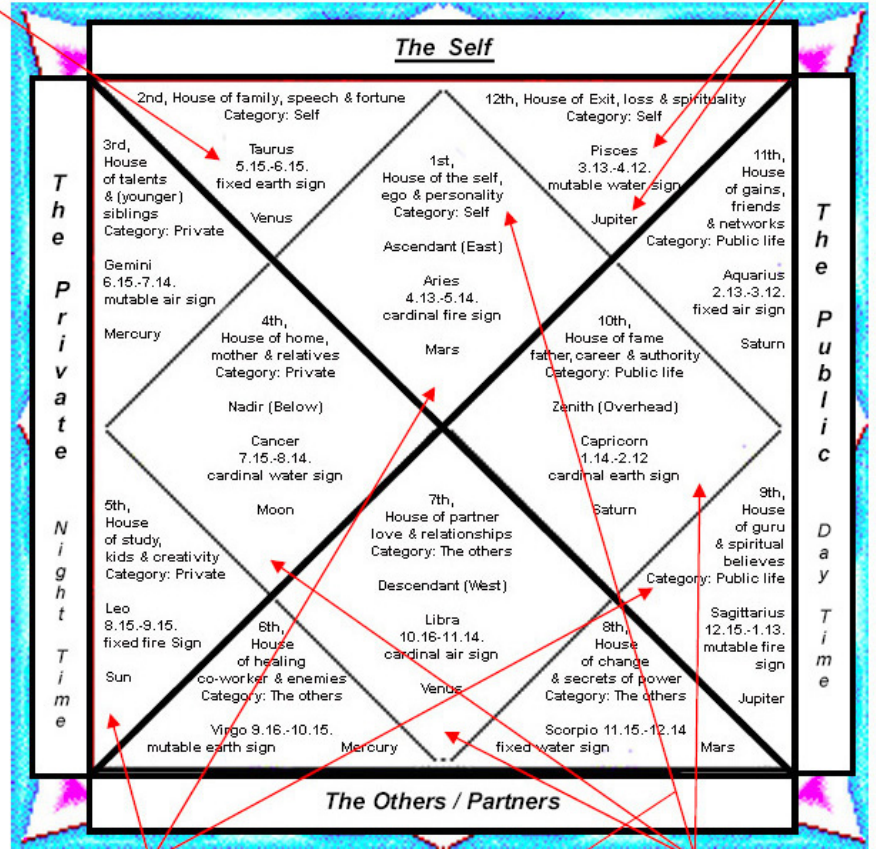 The Self
2nd, House of family, speech & fortune
Category: Self
Taurus
5.15.-6.15.
fixed earth sign
Venus
12th, House of Exit, loss & spirituality
Category: Self
Pisces
3.13.-4.12.
mutable water sign
Jupiter
3rd,
House
of talents
& (younger)
siblings
Category: Private
Gemini
6.15.-7.14.
mutable air sign
Mercury
1st,
House of the self,
ego & personality
Category: Self
Ascendant (East)
Aries
4.13.-5.14.
cardinal fire sign
Mars
11th,
House
of gains,
friends
& networks
Category: Public life
Aquarius
2.13.-3.12.
fixed air sign
Saturn
4th,
House of home,
mother & relatives
Category: Private
Nadir (Below)
Cancer
7.15.-8.14.
cardinal water sign
Moon
10th,
House of fame
father, career & authority
Category: Public life
Zenith (Overhead)
Capricorn
1.14.-2.12
cardinal earth sign
Saturn
5th,
House
of study,
kids & creativity
Category: Private
Leo
8.15.-9.15.
fixed fire Sign
Sun
7th,
House of partner
love & relationships
Category: The others
Descendant (West)
Libra
10.16-11.14.
cardinal air sign
Venus
9th,
House
of guru
& spiritual
believes
Category: Public life
Sagittarius
12.15.-1.13.
mutable fire
sign
Jupiter
6th,
House
of healing
co-worker & enemies
Category: The others
Virgo 9.16.-10.15.
mutable earth sign
Mercury
8th,
House
of change
& secrets of power
Category: The others
Scorpio 11.15.-12.14
fixed water sign
Mars
The Private
Night Time
The Public
Day Time
The Others / Partners